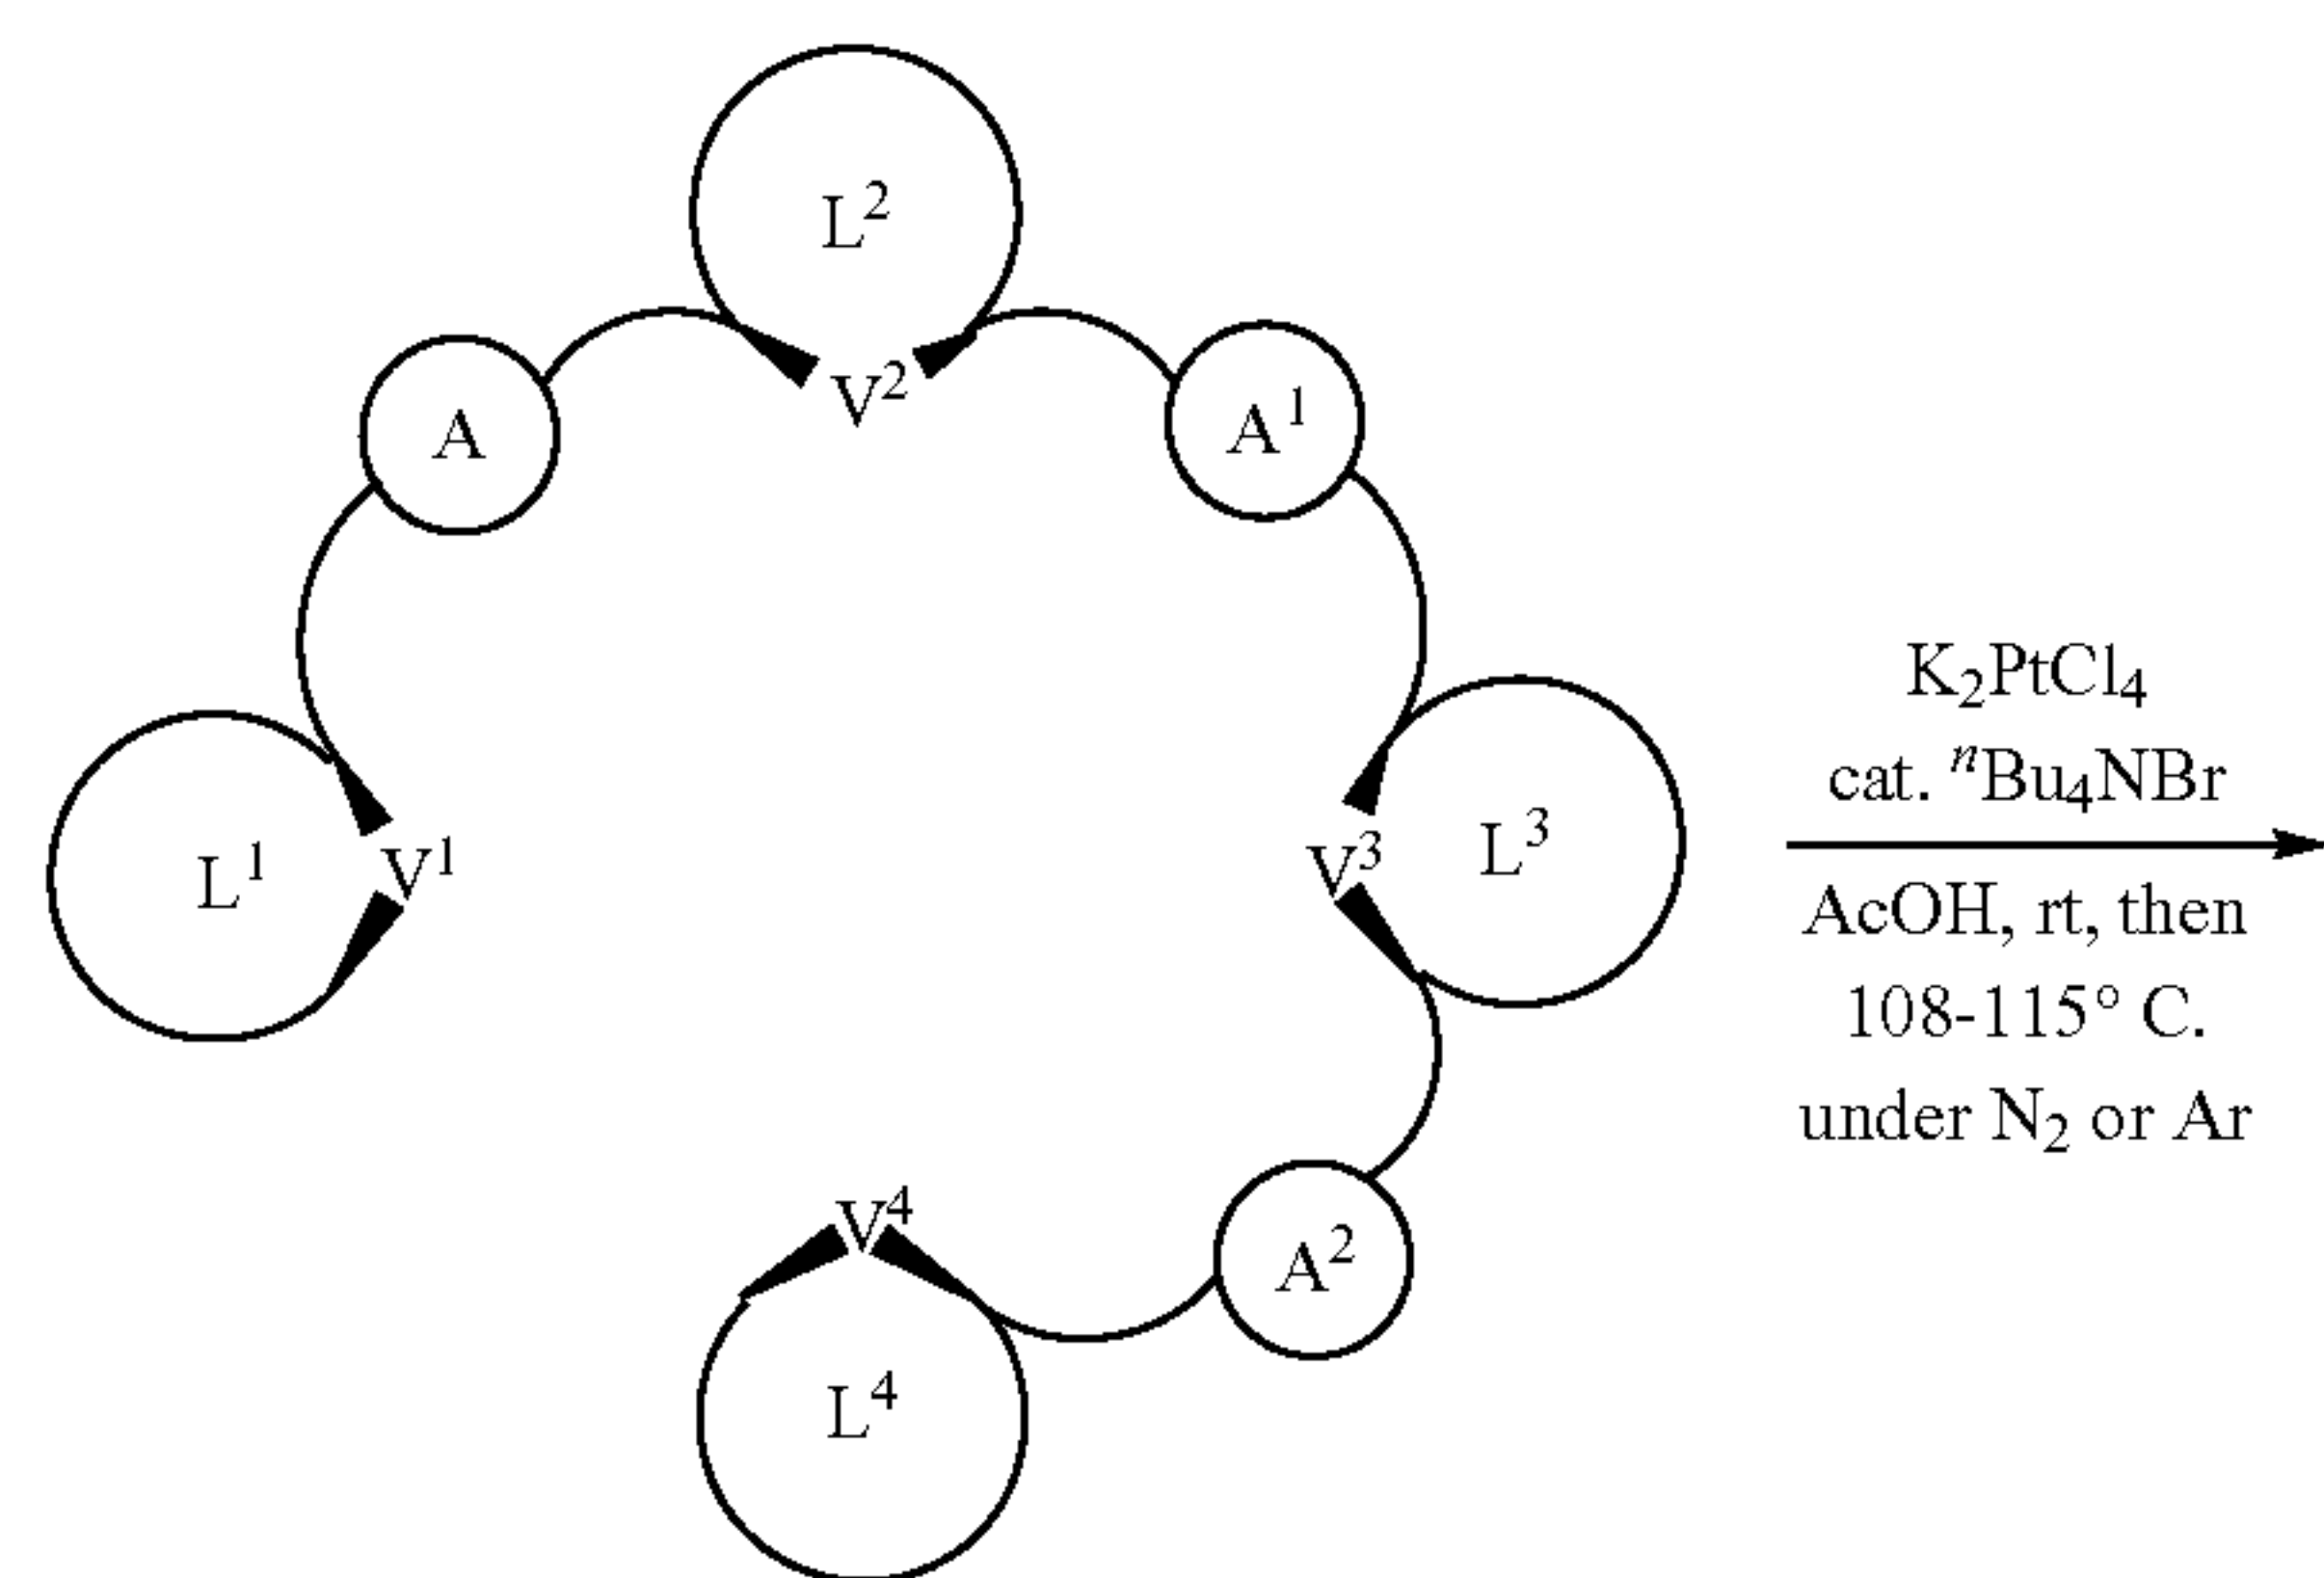 L²
V²
A
A¹
L¹
V¹
V³
L³
V⁴
A²
L⁴
K₂PtCl₄
cat. ⁿBu₄NBr
AcOH, rt, then
108-115° C.
under N₂ or Ar